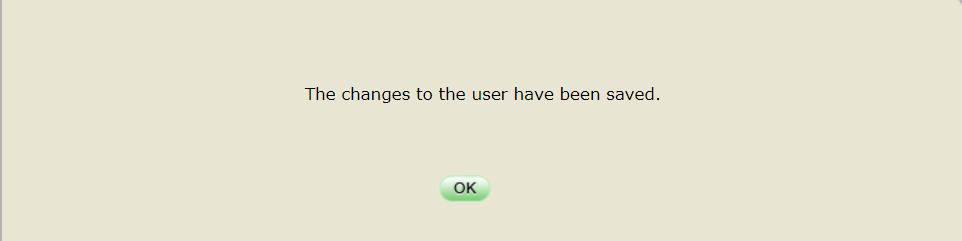 The changes to the user have been saved.
OK